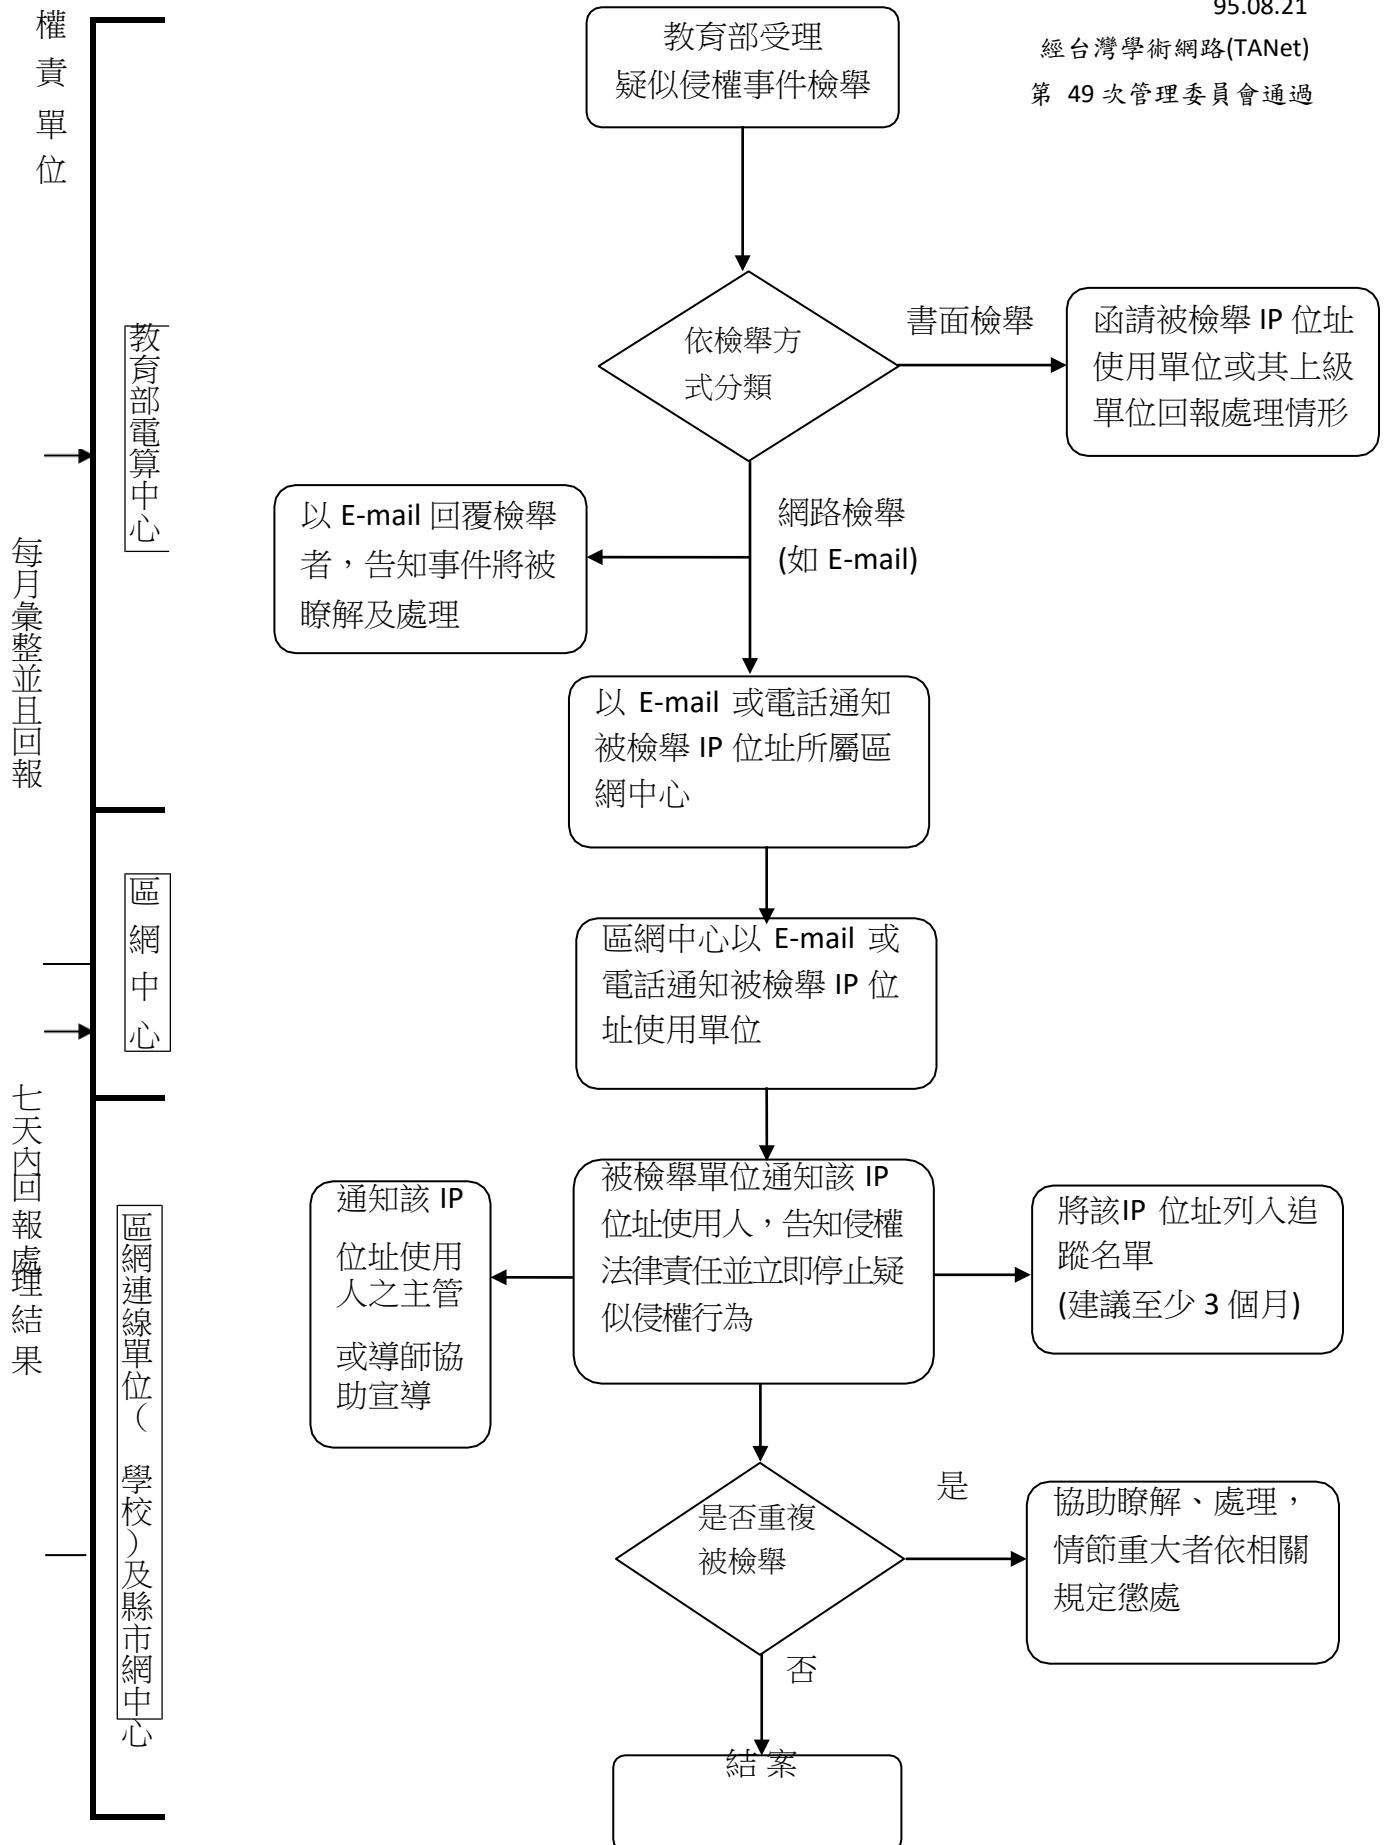 95.08.21
經台灣學術網路(TANet)
第 49 次管理委員會通過
權責單位
教育部受理
疑似侵權事件檢舉
依檢舉方
式分類
書面檢舉
函請被檢舉 IP 位址
使用單位或其上級
單位回報處理情形
教育部電算中心
每月彙整並且回報
網路檢舉
(如 E-mail)
以 E-mail 回覆檢舉
者，告知事件將被
瞭解及處理
以 E-mail 或電話通知
被檢舉 IP 位址所屬區
網中心
區網中心
區網中心以 E-mail 或
電話通知被檢舉 IP 位
址使用單位
七天內回報處理結果
區網連線單位（ 學校）及縣市網中心
通知該 IP
位址使用
人之主管
或導師協
助宣導
被檢舉單位通知該 IP
位址使用人，告知侵權
法律責任並立即停止疑
似侵權行為
將該IP 位址列入追
蹤名單
(建議至少 3 個月)
是否重複
被檢舉
是
協助瞭解、處理，
情節重大者依相關
規定懲處
否
結 案